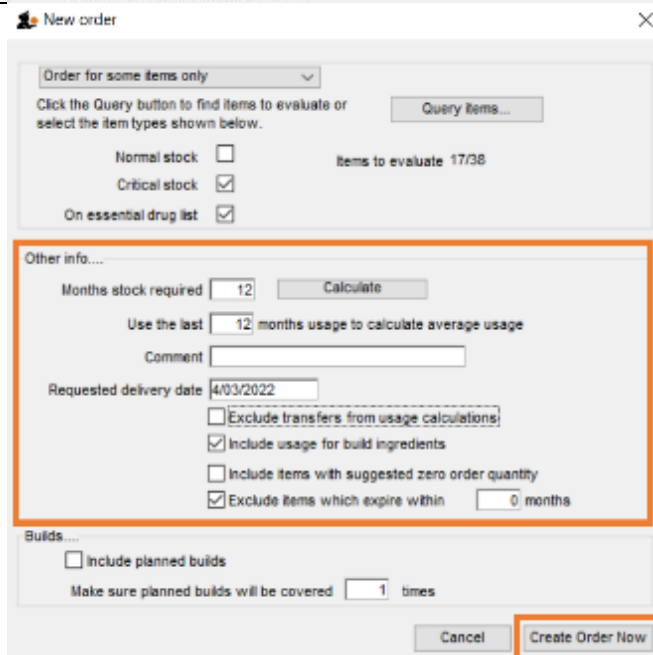 New order
Order for some items only
Click the Query button to find items to evaluate or
select the item types shown below.
Query items...
Normal stock
Items to evaluate 17/38
Critical stock
On essential drug list
Other info....
Months stock required 12 Calculate
Use the last 12 months usage to calculate average usage
Comment
Requested delivery date 4/03/2022
Exclude transfers from usage calculations
Include usage for build ingredients
Include items with suggested zero order quantity
Exclude items which expire within 0 months
Builds....
Include planned builds
Make sure planned builds will be covered 1 times
Cancel Create Order Now